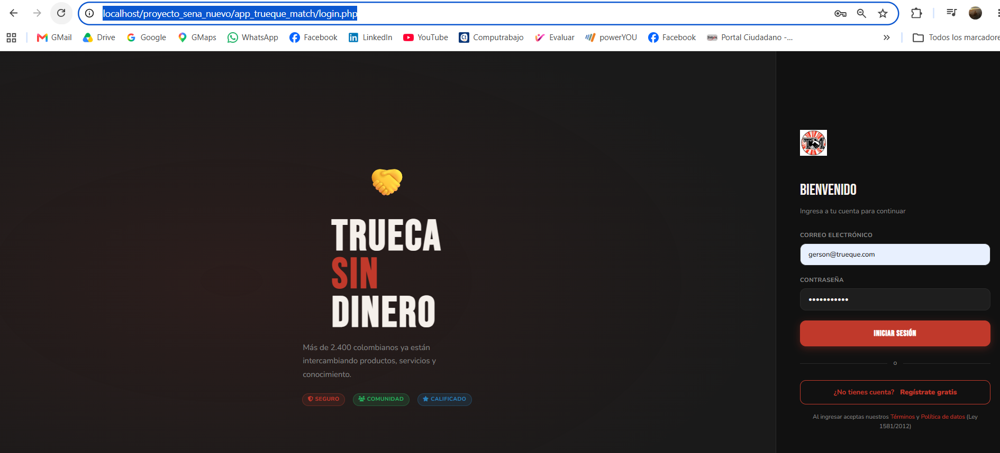 localhost/proyecto_sena_nuevo/app_trueque_match/login.php
GMail
Drive
Google
GMaps
WhatsApp
Facebook
LinkedIn
YouTube
Computrabajo
Evaluar
powerYOU
Facebook
Portal Ciudadano -...
Todos los marcadore
TRUECA
SIN
DINERO
Más de 2.400 colombianos ya están
intercambiando productos, servicios y
conocimiento.
SEGURO
COMUNIDAD
CALIFICADO
TM
BIENVENIDO
Ingresa a tu cuenta para continuar
CORREO ELECTRÓNICO
gerson@trueque.com
CONTRASEÑA
•••••••••••
INICIAR SESIÓN
o
¿No tienes cuenta? Regístrate gratis
Al ingresar aceptas nuestros Términos y Política de datos (Ley
1581/2012)